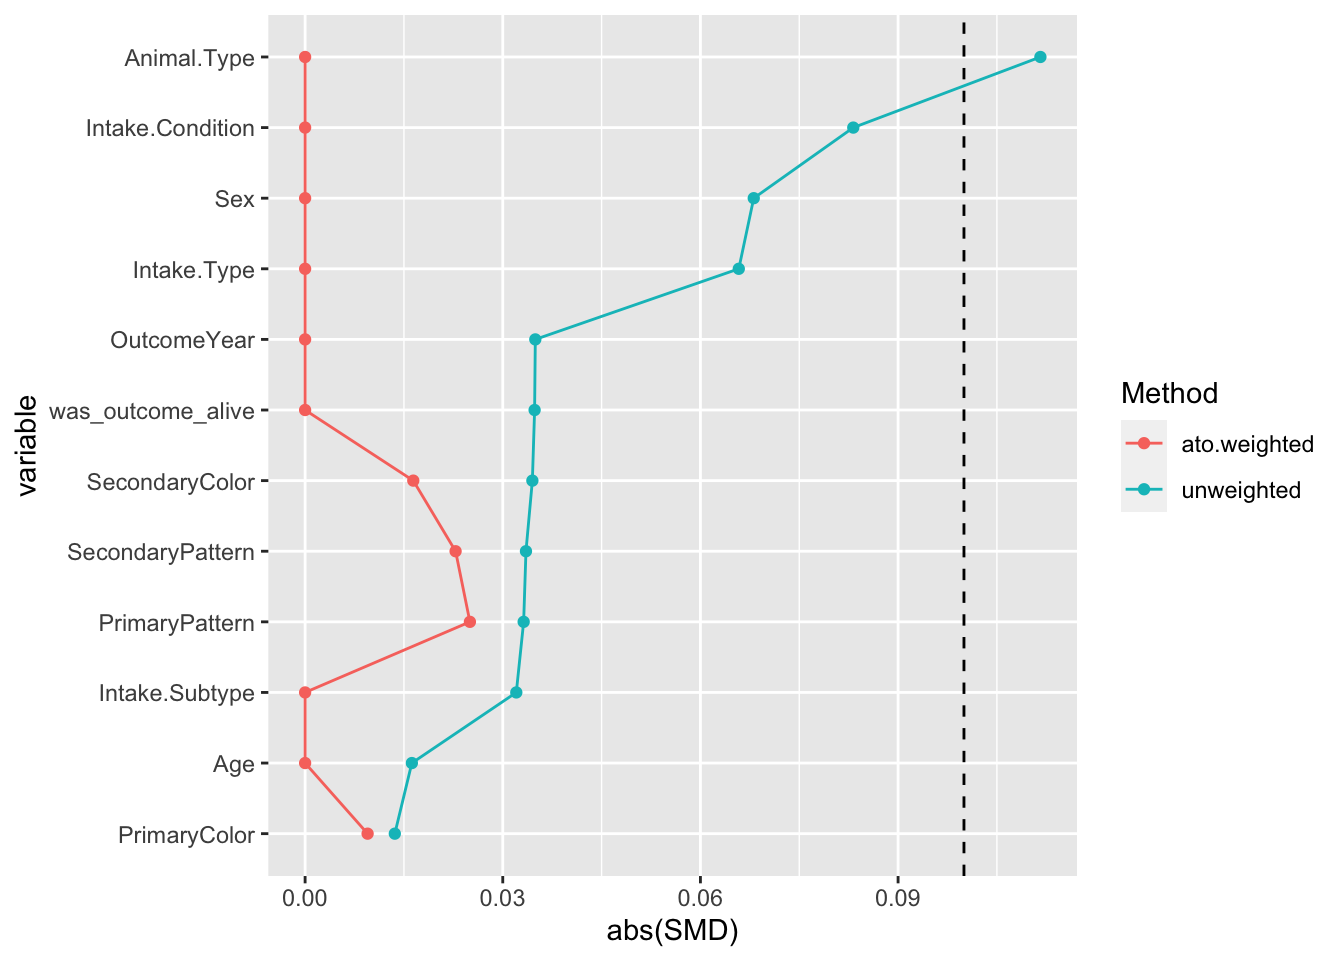 Animal.Type
Intake.Condition
Sex
Intake.Type
OutcomeYear
was_outcome_alive
SecondaryColor
SecondaryPattern
PrimaryPattern
Intake.Subtype
Age
PrimaryColor
variable
0.00 0.03 0.06 0.09
abs(SMD)
Method
ato.weighted
unweighted